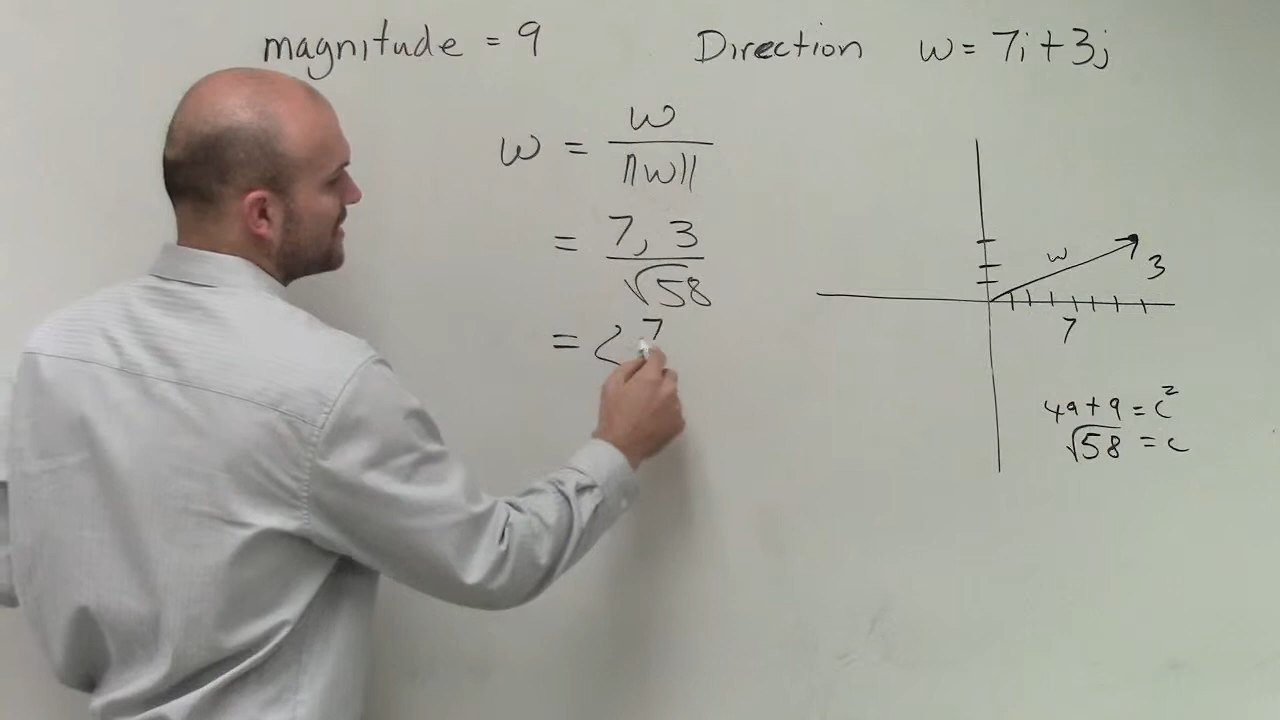 magnitude = 9
Direction w = 7i + 3j
w = w / ||w||
= 7, 3 / √58
= < 7
w
3
7
49 + 9 = c²
√58 = c